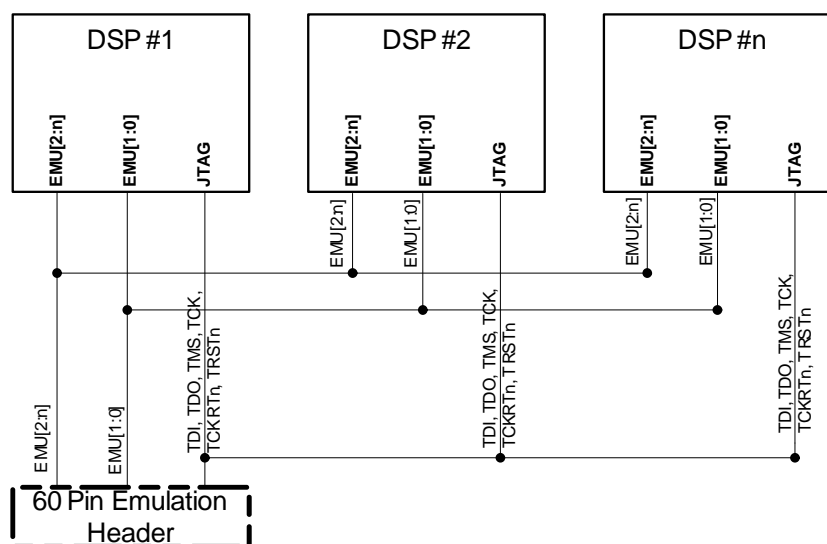 DSP #1
DSP #2
DSP #n
EMU[2:n]
EMU[1:0]
JTAG
EMU[2:n]
EMU[1:0]
JTAG
EMU[2:n]
EMU[1:0]
JTAG
EMU[2:n]
EMU[1:0]
EMU[2:n]
EMU[1:0]
TDI, TDO, TMS, TCK,
TCKRTn, TRSTn
TDI, TDO, TMS, TCK,
TCKRTn, TRSTn
TDI, TDO, TMS, TCK,
TCKRTn, TRSTn
EMU[2:n]
EMU[1:0]
60 Pin Emulation
Header